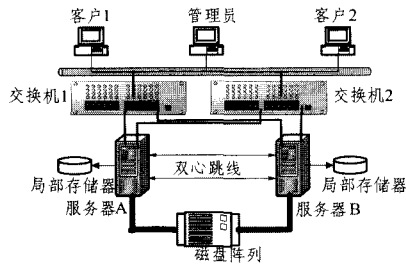 客户1
管理员
客户2
交换机1
交换机2
双心跳线
局部存储器
局部存储器
服务器A
服务器B
磁盘阵列